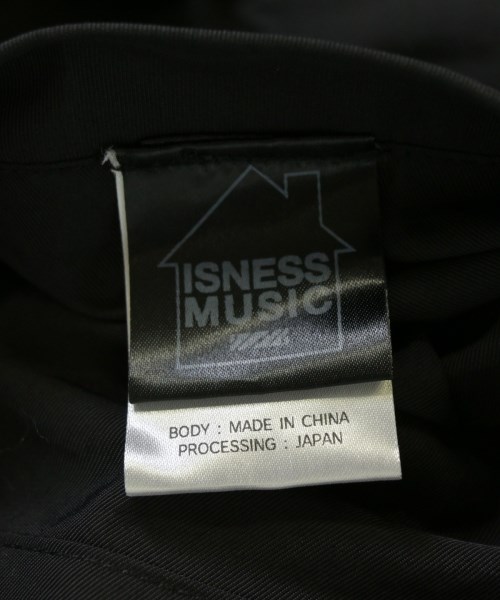 ISNESS
MUSIC
BODY : MADE IN CHINA
PROCESSING : JAPAN